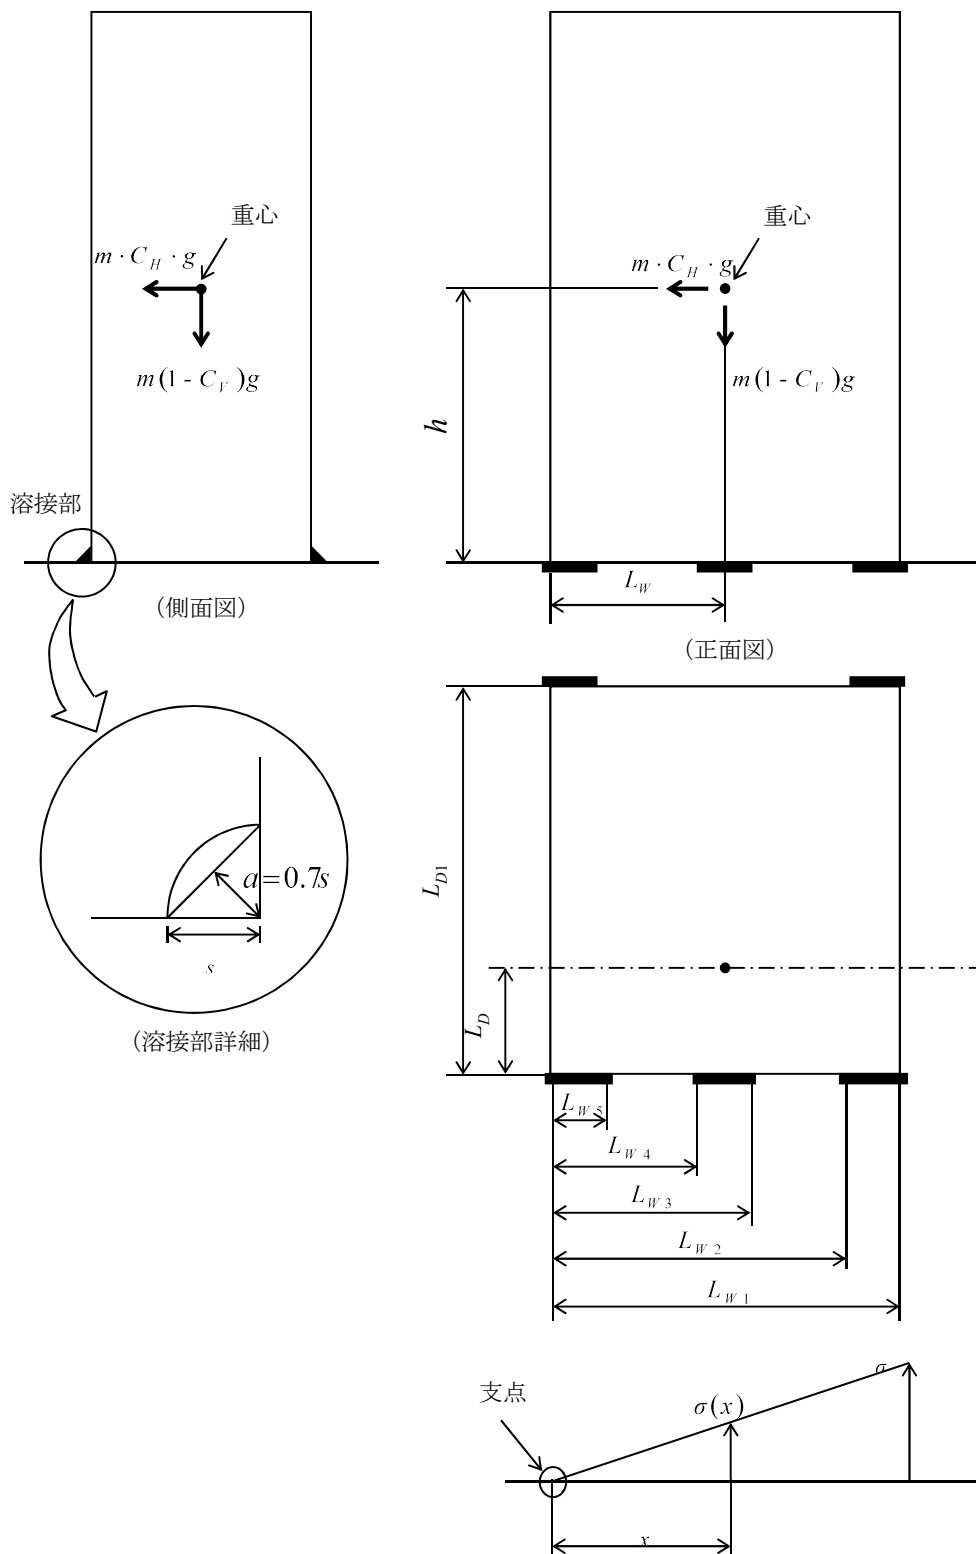 重心
m · C_H · g
m(1 - C_V)g
溶接部
(側面図)
重心
m · C_H · g
m(1 - C_V)g
h
L_W
(正面図)
a = 0.7s
s
(溶接部詳細)
L_D1
L_D
L_W5
L_W4
L_W3
L_W2
L_W1
支点
σ
σ(x)
x